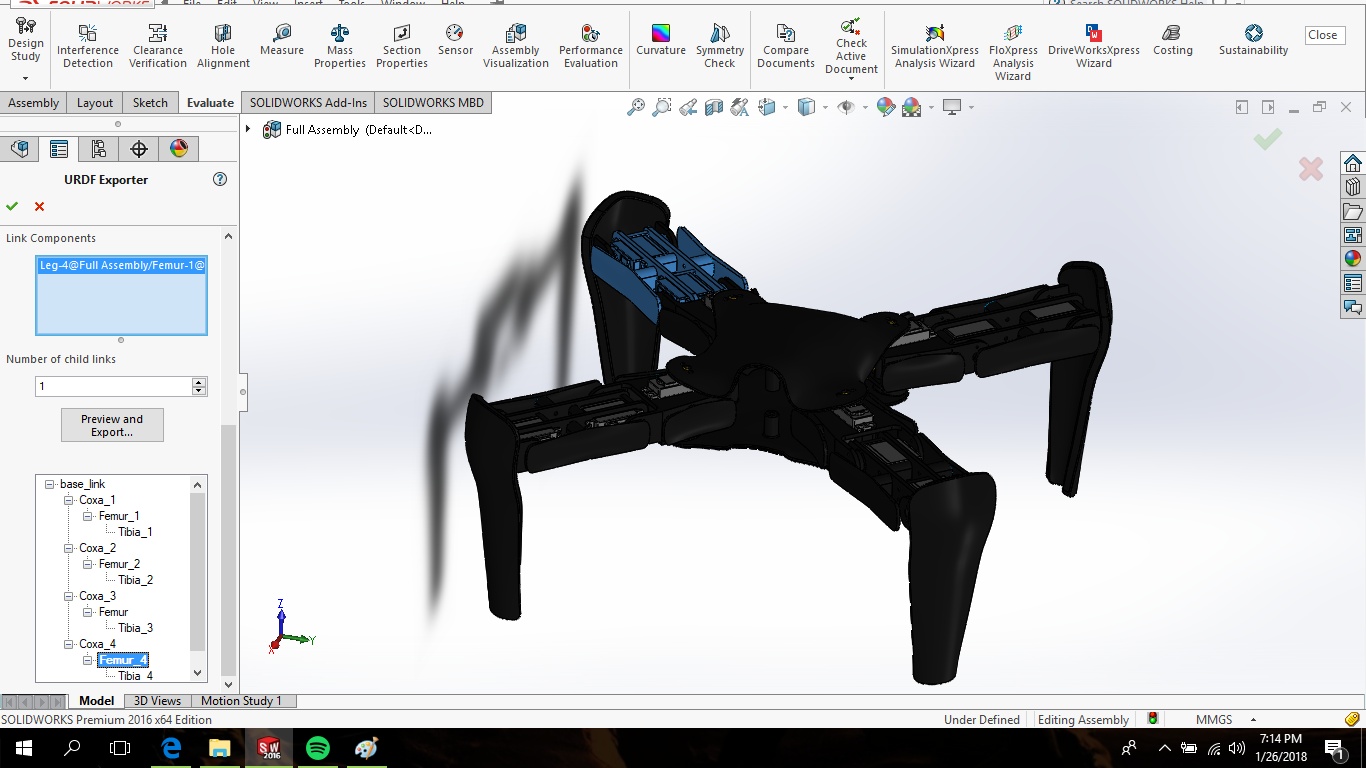 SOLIDWORKS File Edit View Insert Tools Window Help Search SOLIDWORKS Help
Design Study
Interference Detection
Clearance Verification
Hole Alignment
Measure
Mass Properties
Section Properties
Sensor
Assembly Visualization
Performance Evaluation
Curvature
Symmetry Check
Compare Documents
Check Active Document
SimulationXpress Analysis Wizard
FloXpress Analysis Wizard
DriveWorksXpress Wizard
Costing
Sustainability
Close
Assembly Layout Sketch Evaluate SOLIDWORKS Add-Ins SOLIDWORKS MBD
Full Assembly (Default<D...
URDF Exporter
Link Components
Leg-4@Full Assembly/Femur-1@
Number of child links
1
Preview and
Export...
base_link
Coxa_1
Femur_1
Tibia_1
Coxa_2
Femur_2
Tibia_2
Coxa_3
Femur
Tibia_3
Coxa_4
Femur_4
Tibia_4
Z
Y
X
Model 3D Views Motion Study 1
SOLIDWORKS Premium 2016 x64 Edition Under Defined Editing Assembly MMGS
SW
2016
7:14 PM
1/26/2018
1